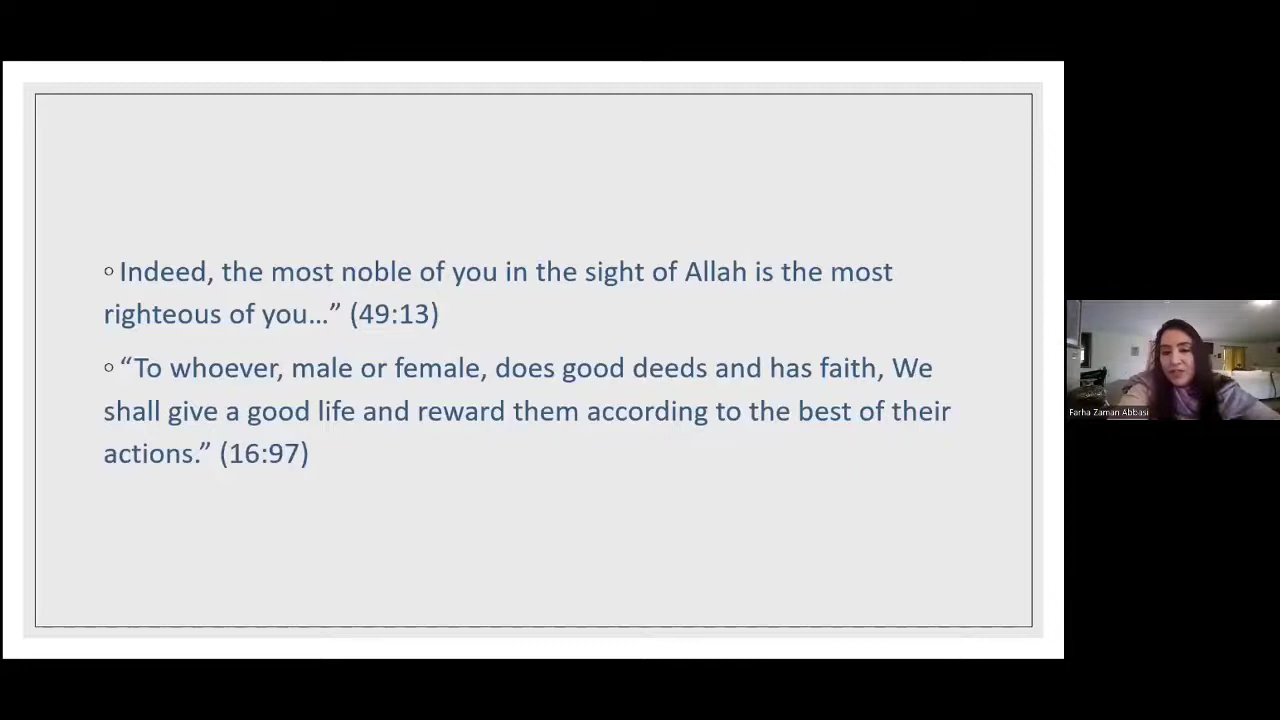 ◦Indeed, the most noble of you in the sight of Allah is the most
righteous of you…” (49:13)
◦“To whoever, male or female, does good deeds and has faith, We
shall give a good life and reward them according to the best of their
actions.” (16:97)
Farha Zaman Abbasi